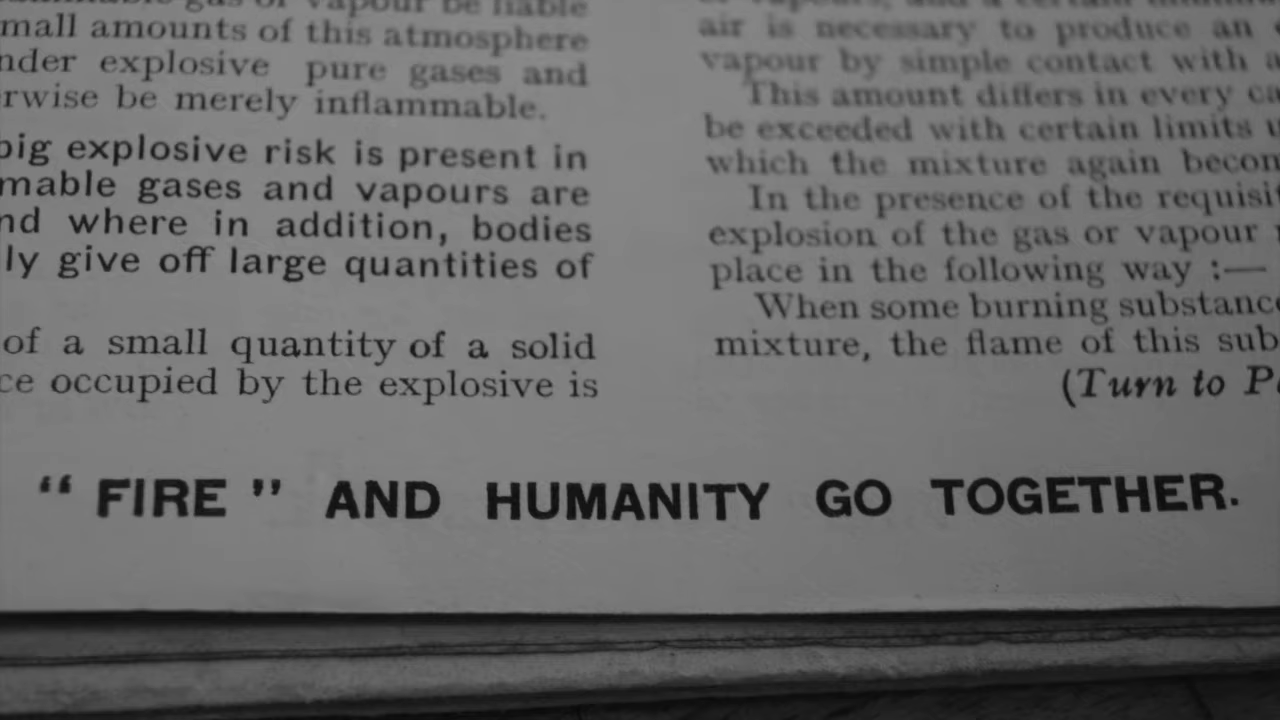 mall amounts of this atmosphere
nder explosive pure gases and
rwise be merely inflammable.
big explosive risk is present in
mable gases and vapours are
nd where in addition, bodies
ly give off large quantities of
of a small quantity of a solid
ce occupied by the explosive is
air is necessary to produce an
vapour by simple contact with a
This amount differs in every ca
be exceeded with certain limits u
which the mixture again becom
In the presence of the requisit
explosion of the gas or vapour
place in the following way :—
When some burning substance
mixture, the flame of this sub
(Turn to P
“ FIRE ” AND HUMANITY GO TOGETHER.